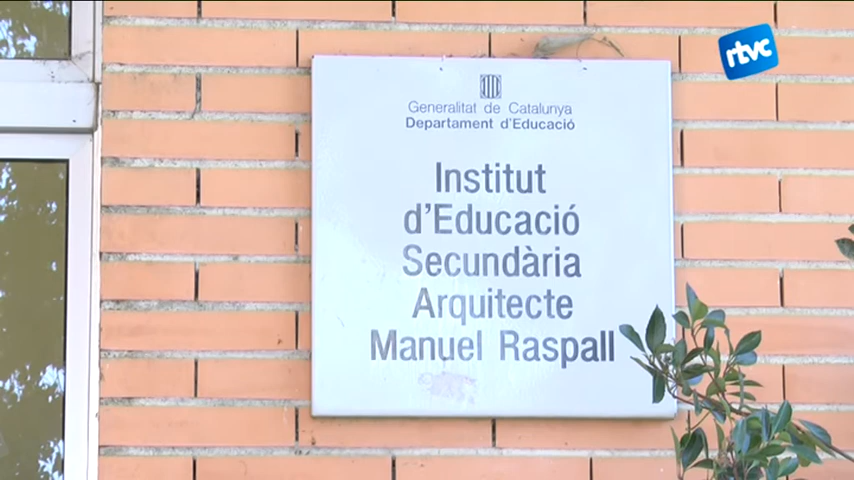 rtvc
Generalitat de Catalunya
Departament d'Educació
Institut
d'Educació
Secundària
Arquitecte
Manuel Raspall